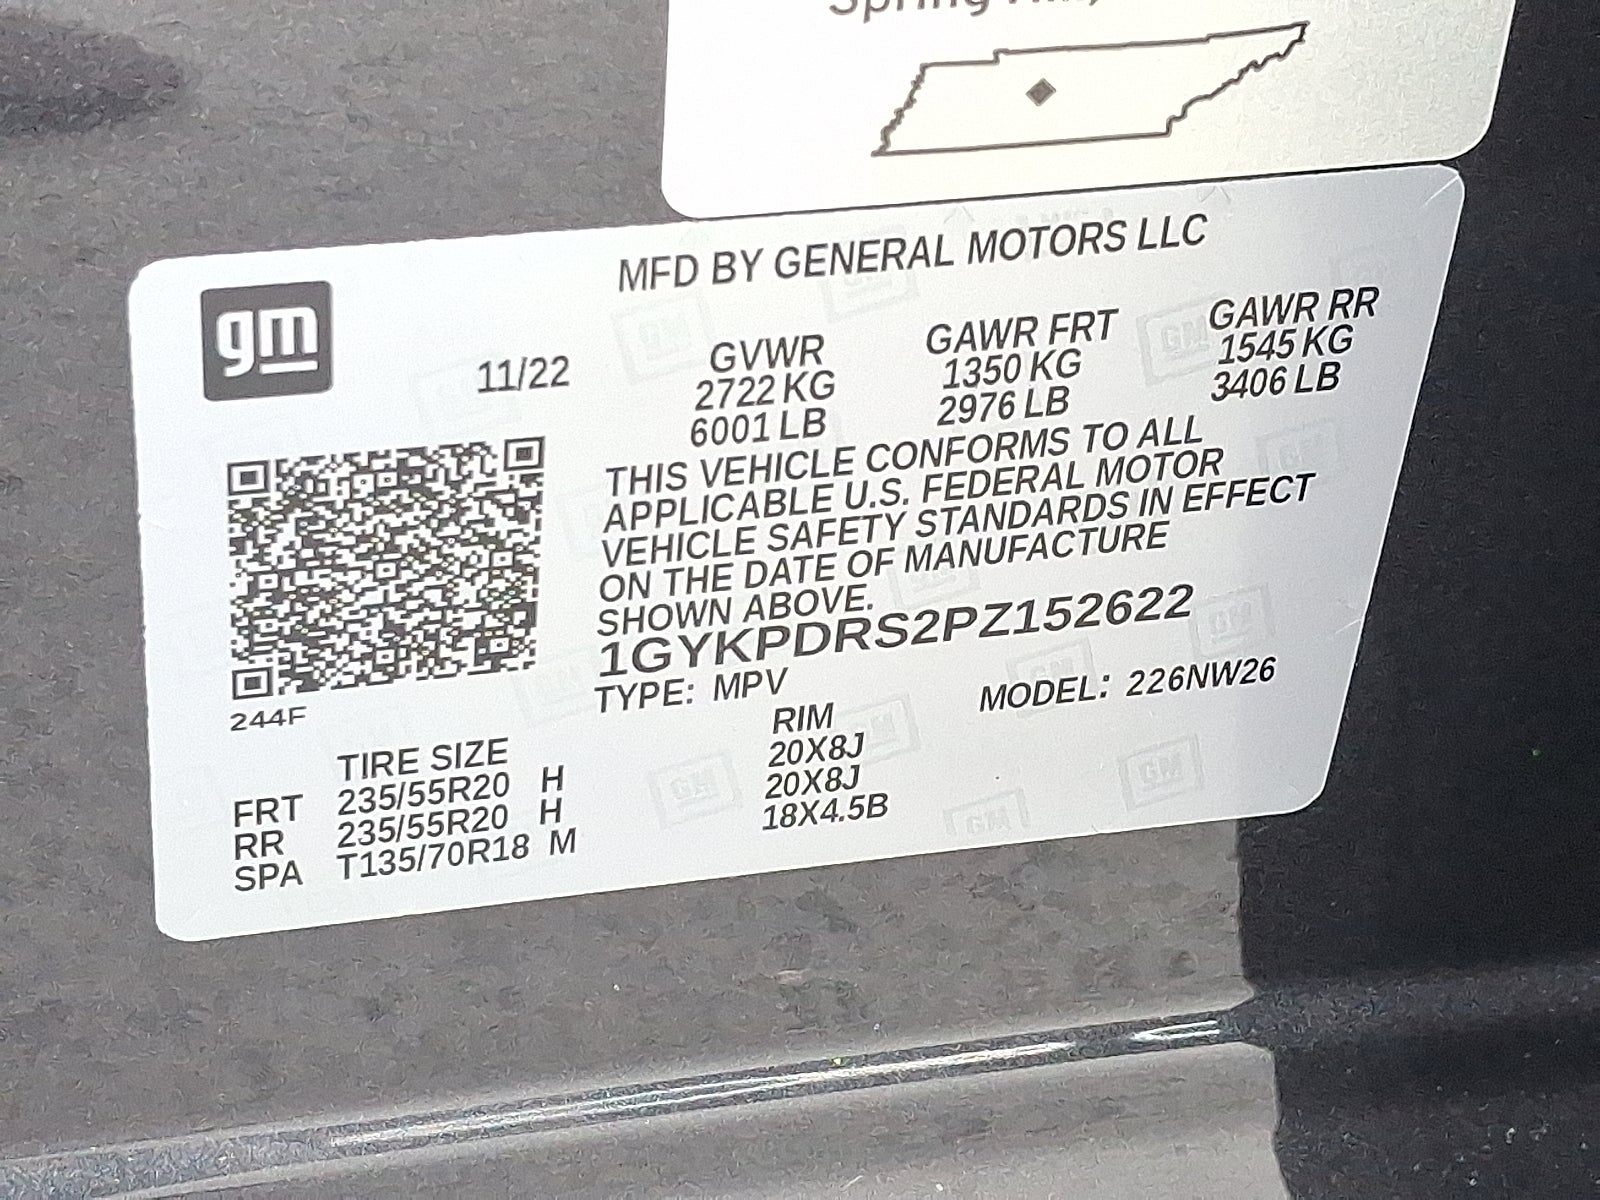 Spring Hill,
MFD BY GENERAL MOTORS LLC
gm
11/22
GVWR GAWR FRT GAWR RR
2722 KG 1350 KG 1545 KG
6001 LB 2976 LB 3406 LB
THIS VEHICLE CONFORMS TO ALL
APPLICABLE U.S. FEDERAL MOTOR
VEHICLE SAFETY STANDARDS IN EFFECT
ON THE DATE OF MANUFACTURE
SHOWN ABOVE.
1GYKPDRS2PZ152622
TYPE: MPV MODEL: 226NW26
244F
TIRE SIZE RIM
FRT 235/55R20 H 20X8J
RR 235/55R20 H 20X8J
SPA T135/70R18 M 18X4.5B